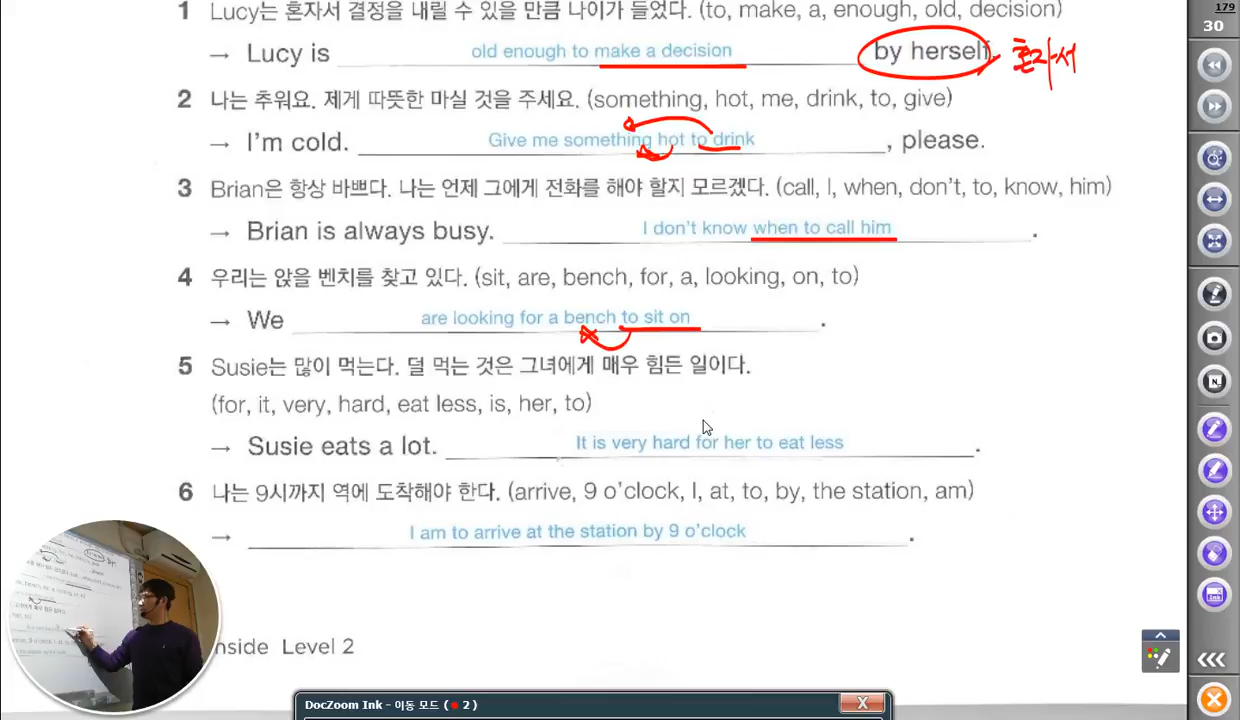 1 Lucy는 혼자서 결정을 내릴 수 있을 만큼 나이가 들었다. (to, make, a, enough, old, decision)
→ Lucy is old enough to make a decision by herself. 혼자서
2 나는 추워요. 제게 따뜻한 마실 것을 주세요. (something, hot, me, drink, to, give)
→ I'm cold. Give me something hot to drink, please.
3 Brian은 항상 바쁘다. 나는 언제 그에게 전화를 해야 할지 모르겠다. (call, I, when, don't, to, know, him)
→ Brian is always busy. I don't know when to call him.
4 우리는 앉을 벤치를 찾고 있다. (sit, are, bench, for, a, looking, on, to)
→ We are looking for a bench to sit on.
5 Susie는 많이 먹는다. 덜 먹는 것은 그녀에게 매우 힘든 일이다.
(for, it, very, hard, eat less, is, her, to)
→ Susie eats a lot. It is very hard for her to eat less.
6 나는 9시까지 역에 도착해야 한다. (arrive, 9 o'clock, I, at, to, by, the station, am)
→ I am to arrive at the station by 9 o'clock.
nside Level 2
DocZoom Ink - 이동 모드 ( 2 )
179
30
N
Ink